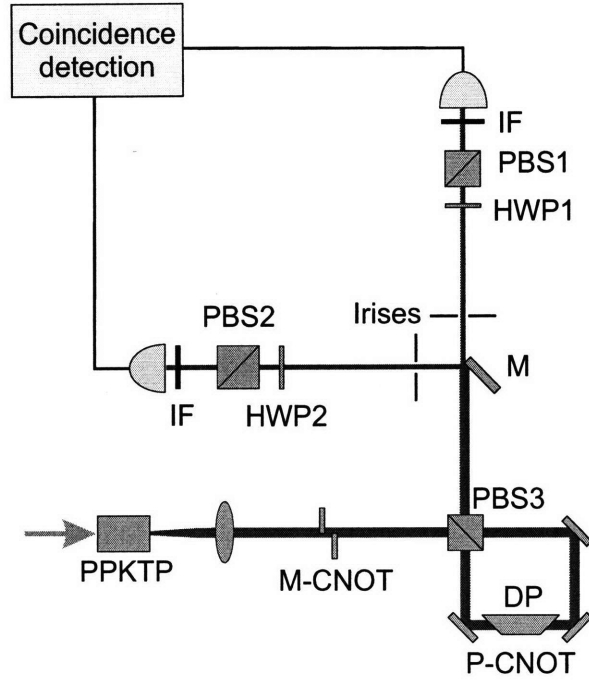 Coincidence
detection
IF
PBS1
HWP1
Irises
PBS2
M
IF
HWP2
PBS3
PPKTP
M-CNOT
DP
P-CNOT